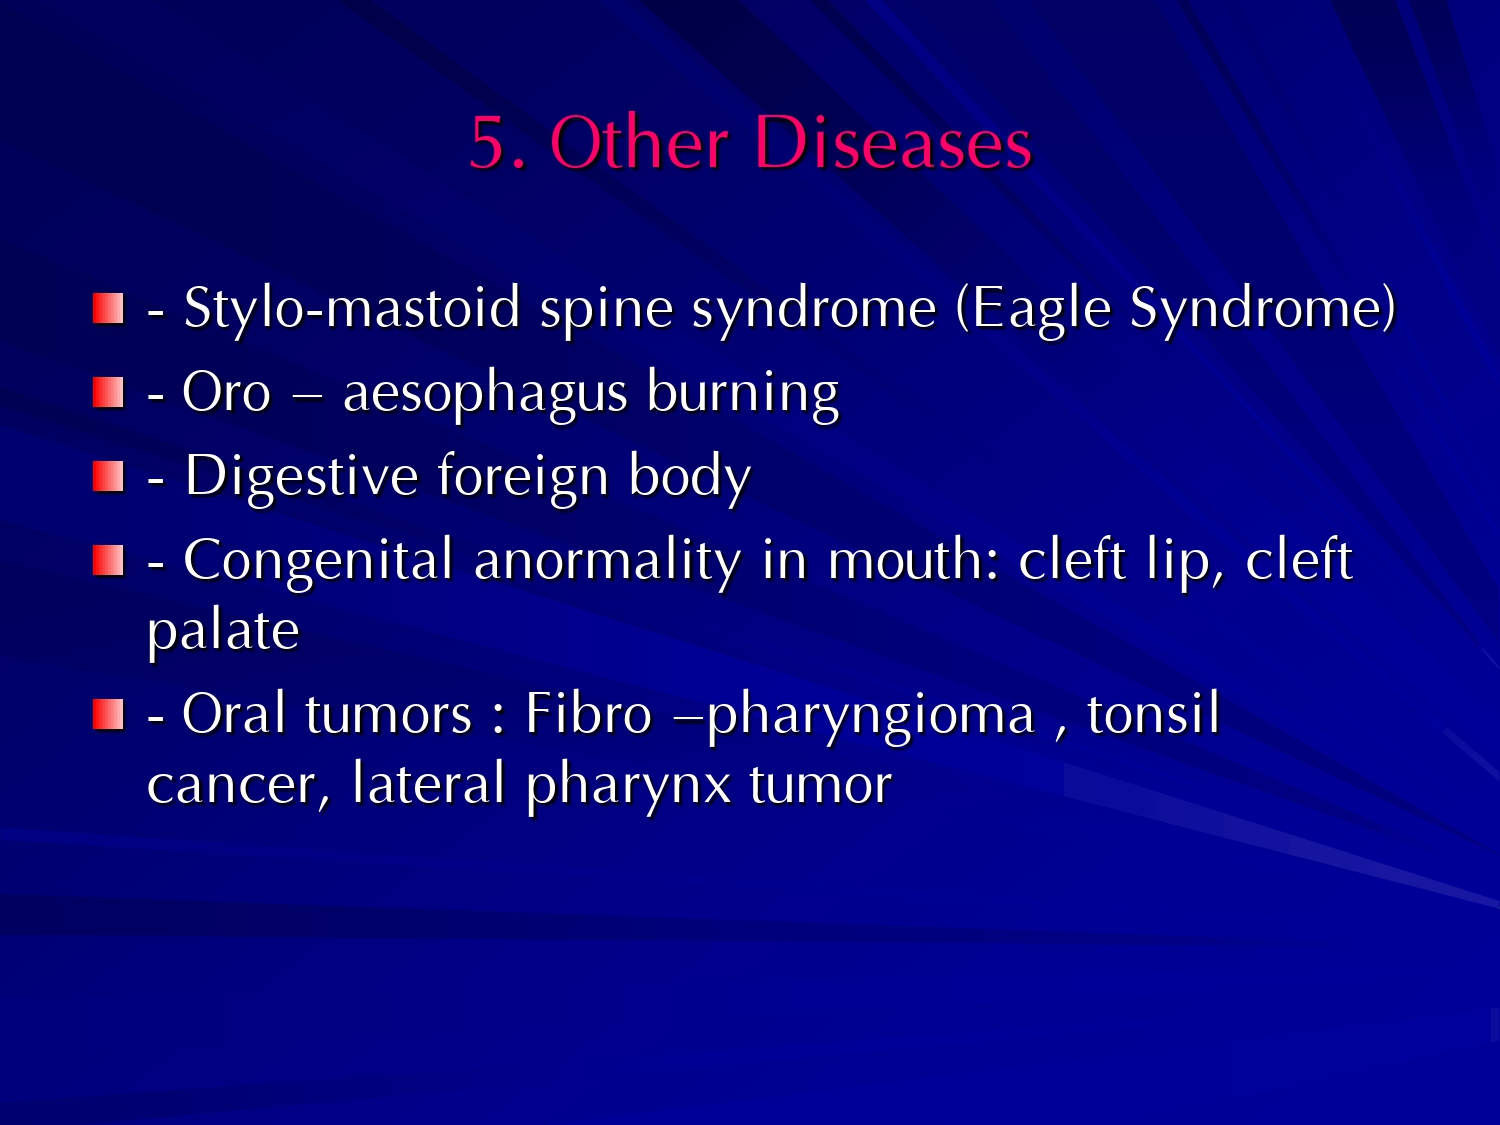 5. Other Diseases
- Stylo-mastoid spine syndrome (Eagle Syndrome)
- Oro – aesophagus burning
- Digestive foreign body
- Congenital anormality in mouth: cleft lip, cleft
palate
- Oral tumors : Fibro –pharyngioma , tonsil
cancer, lateral pharynx tumor